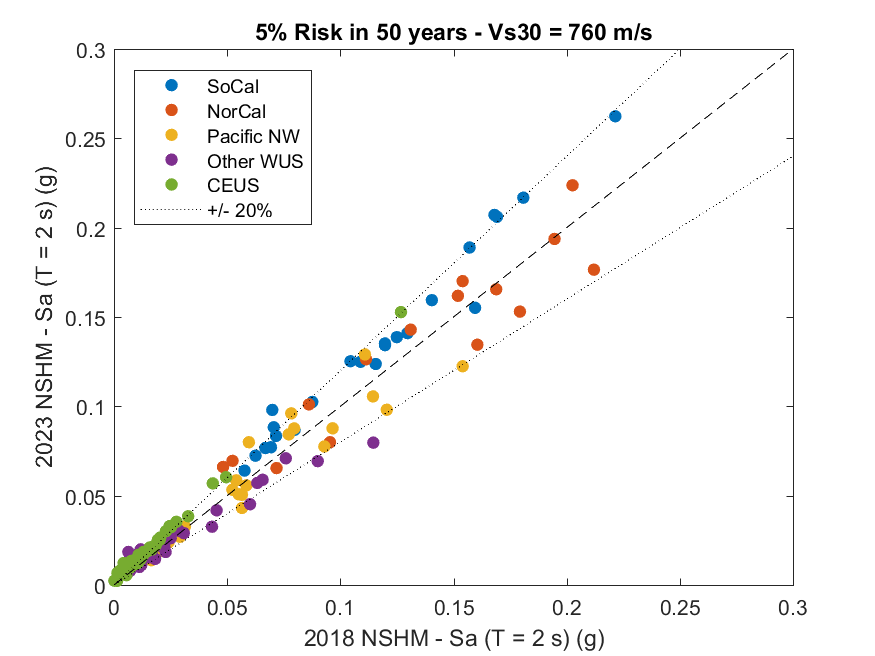 5% Risk in 50 years - Vs30 = 760 m/s
0.3
SoCal
NorCal
Pacific NW
Other WUS
CEUS
+/- 20%
0.25
0.2
0.15
0.1
0.05
0
2023 NSHM - Sa (T = 2 s) (g)
0
0.05
0.1
0.15
0.2
0.25
0.3
2018 NSHM - Sa (T = 2 s) (g)